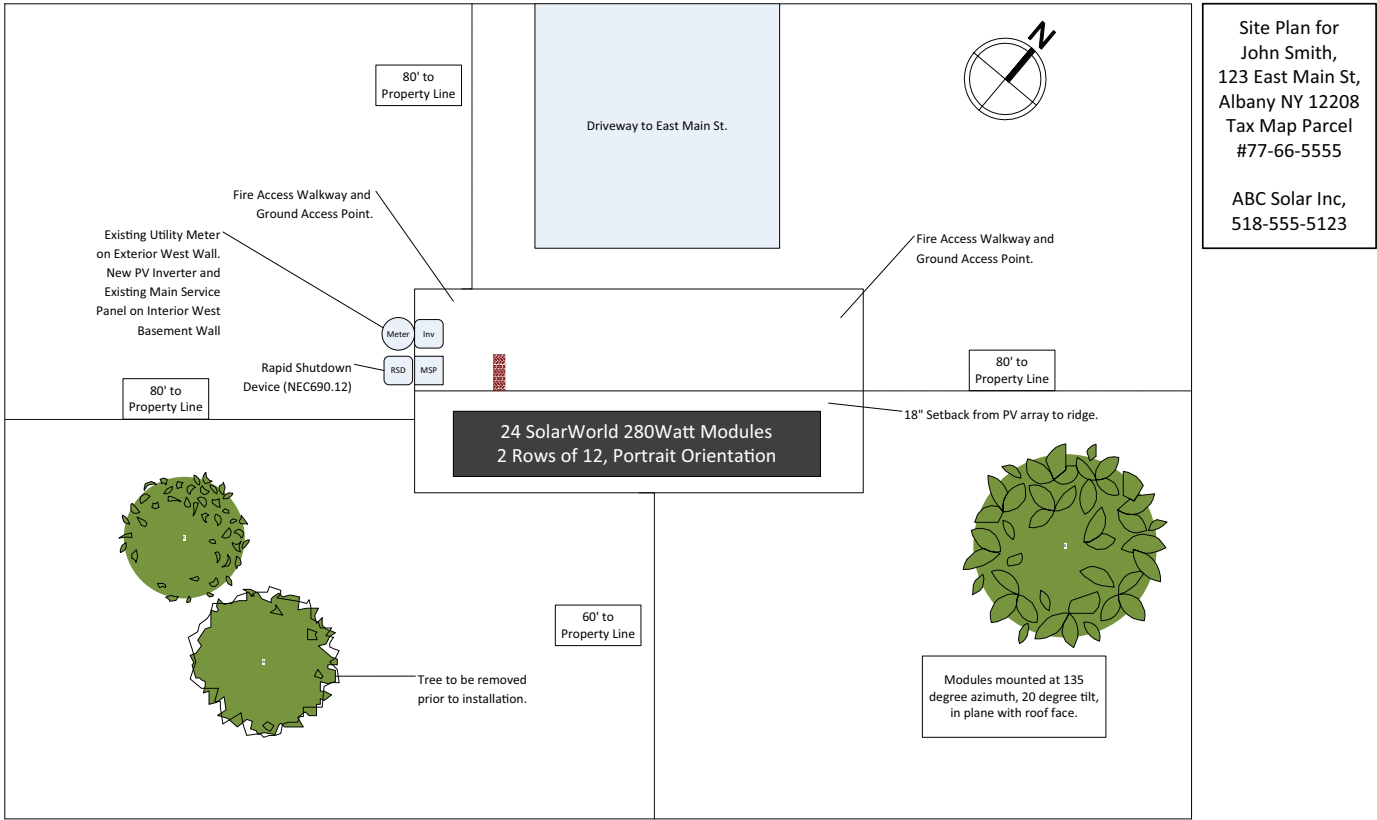 80' to
Property Line
Driveway to East Main St.
N
Site Plan for
John Smith,
123 East Main St,
Albany NY 12208
Tax Map Parcel
#77-66-5555
ABC Solar Inc,
518-555-5123
Fire Access Walkway and
Ground Access Point.
Existing Utility Meter
on Exterior West Wall.
New PV Inverter and
Existing Main Service
Panel on Interior West
Basement Wall
Fire Access Walkway and
Ground Access Point.
Meter
Inv
RSD
MSP
Rapid Shutdown
Device (NEC690.12)
80' to
Property Line
80' to
Property Line
18" Setback from PV array to ridge.
24 SolarWorld 280Watt Modules
2 Rows of 12, Portrait Orientation
60' to
Property Line
Tree to be removed
prior to installation.
Modules mounted at 135
degree azimuth, 20 degree tilt,
in plane with roof face.